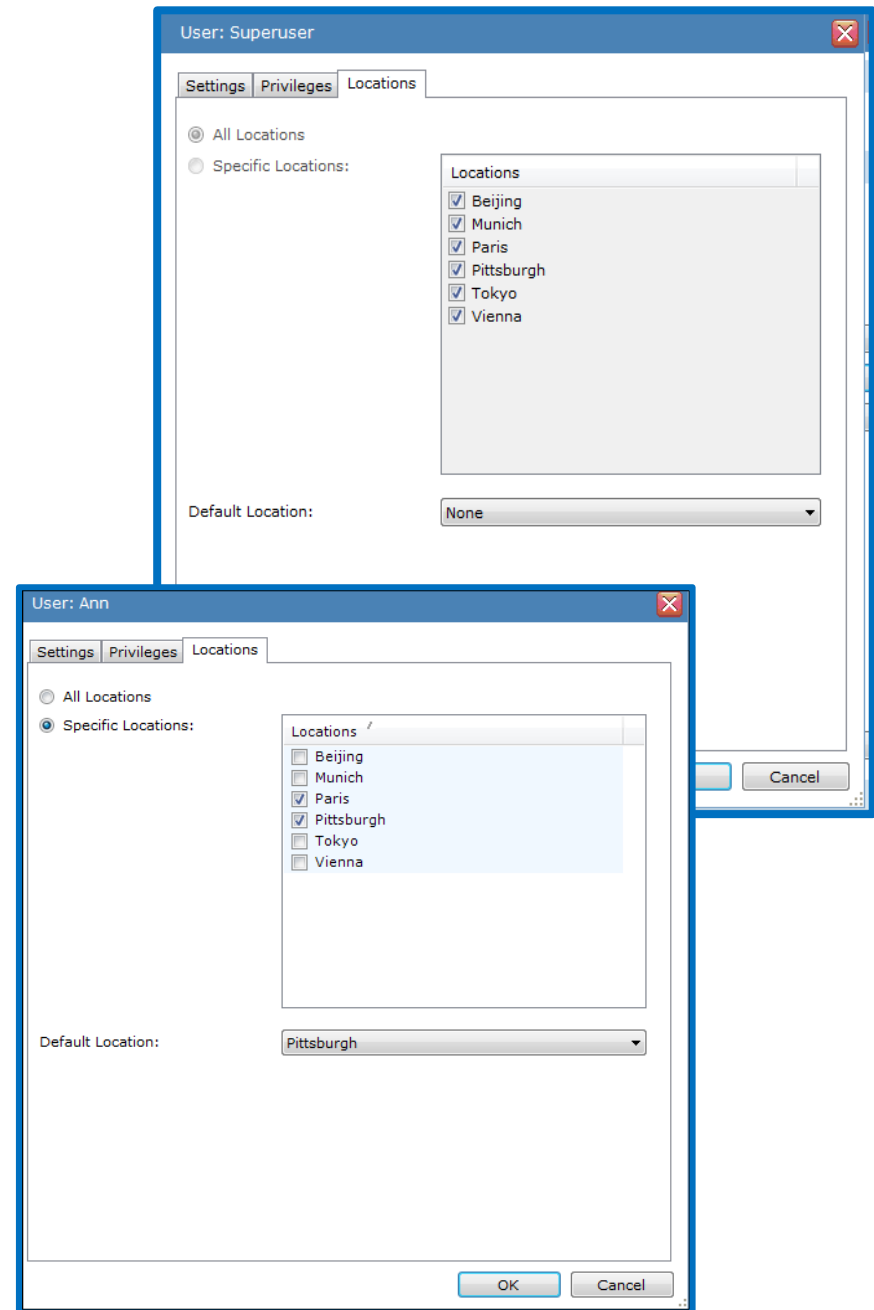 User: Superuser
Settings Privileges Locations
All Locations
Specific Locations:
Locations
Beijing
Munich
Paris
Pittsburgh
Tokyo
Vienna
Default Location: None
Cancel
User: Ann
Settings Privileges Locations
All Locations
Specific Locations:
Locations
Beijing
Munich
Paris
Pittsburgh
Tokyo
Vienna
Default Location: Pittsburgh
OK Cancel